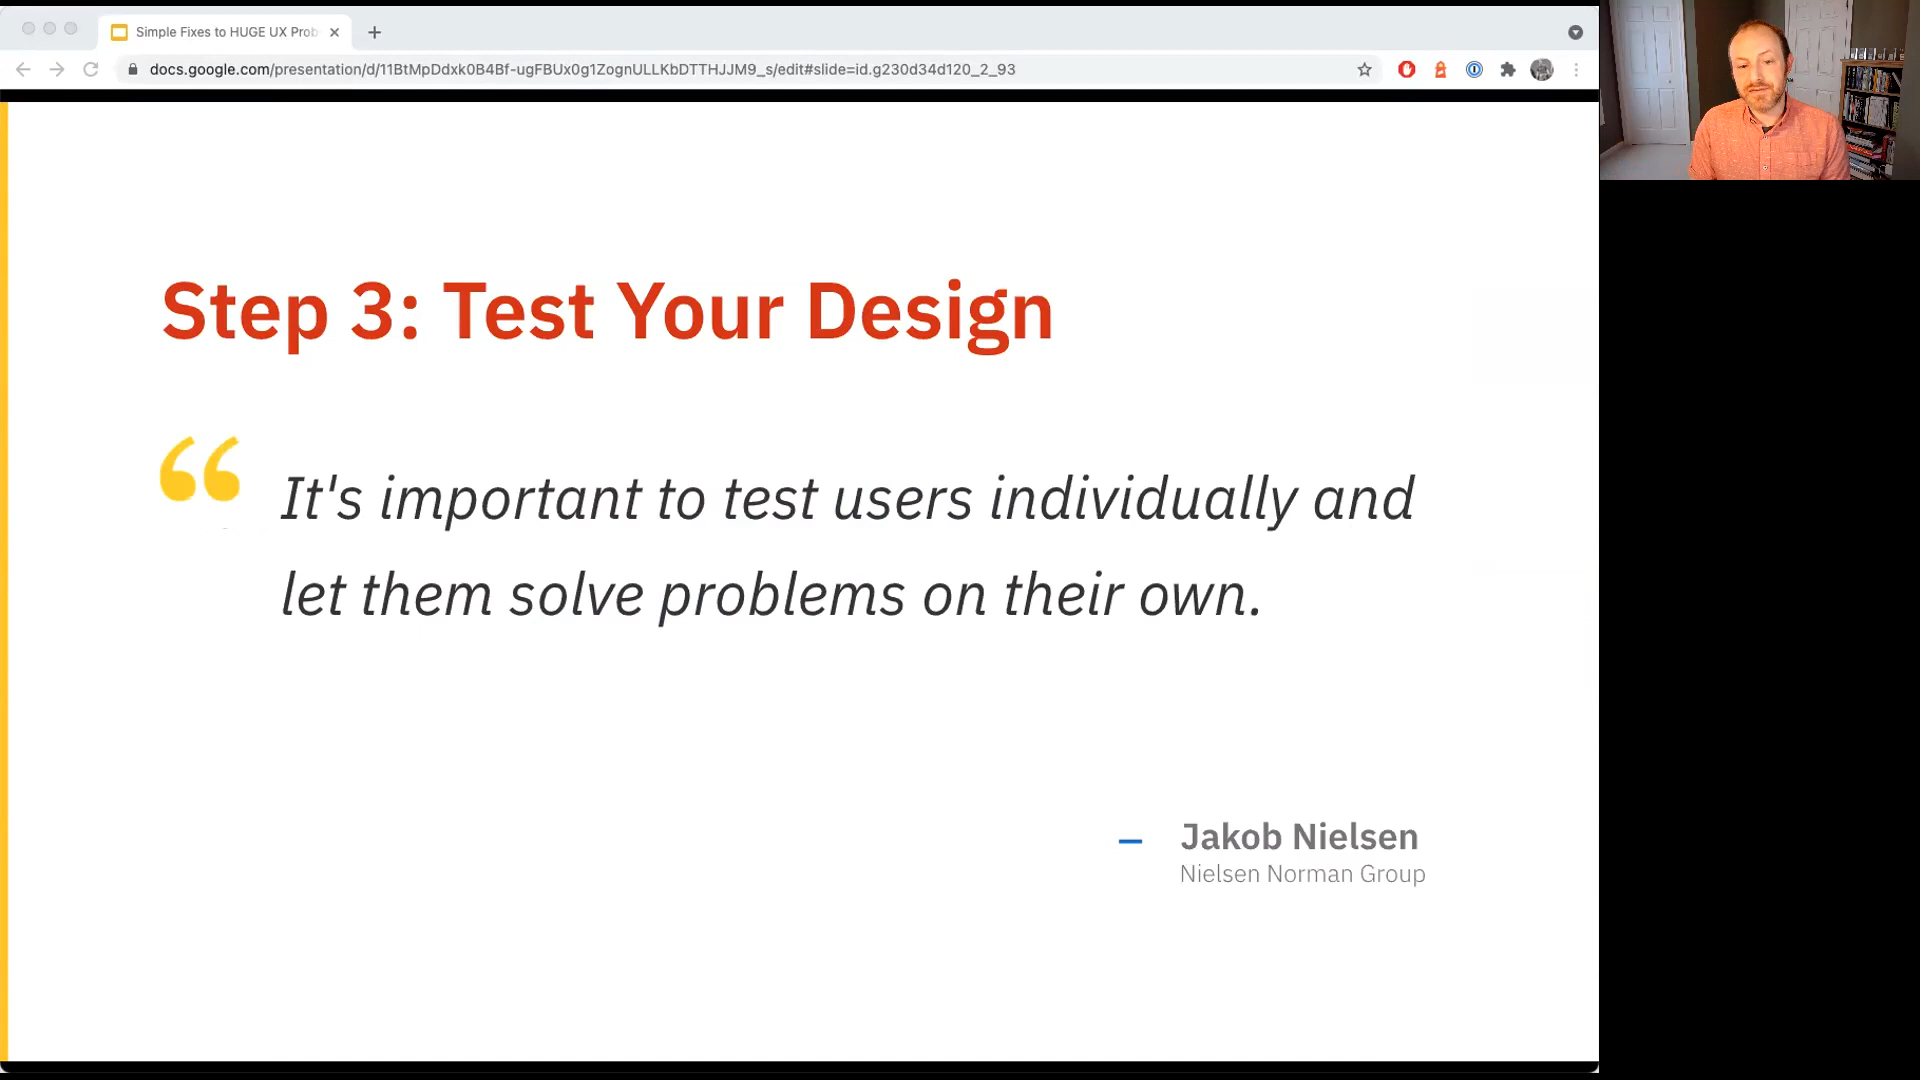 Simple Fixes to HUGE UX Prob
docs.google.com/presentation/d/11BtMpDdxk0B4Bf-ugFBUx0g1ZognULLKbDTTHJJM9_s/edit#slide=id.g230d34d120_2_93
Step 3: Test Your Design
“ It's important to test users individually and
let them solve problems on their own.
– Jakob Nielsen
Nielsen Norman Group